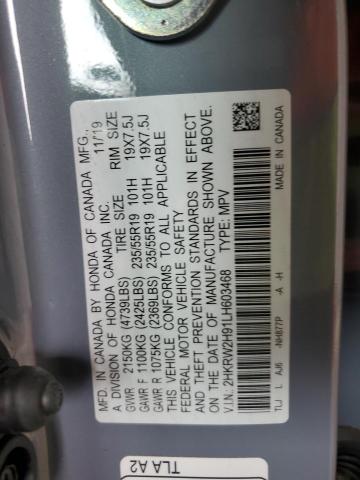 MFD. IN CANADA BY HONDA OF CANADA MFG.,
A DIVISION OF HONDA CANADA INC. 11/19
TIRE SIZE RIM SIZE
GVWR 2150KG (4739LBS)
GAWR F 1100KG (2425LBS) 235/55R19 101H 19X7.5J
GAWR R 1075KG (2369LBS) 235/55R19 101H 19X7.5J
THIS VEHICLE CONFORMS TO ALL APPLICABLE
FEDERAL MOTOR VEHICLE SAFETY
AND THEFT PREVENTION STANDARDS IN EFFECT
ON THE DATE OF MANUFACTURE SHOWN ABOVE.
V.I.N. 2HKRW2H91LH603468 TYPE: MPV
TLJ L AJ6 -NH877P -A -H MADE IN CANADA
TLA A2